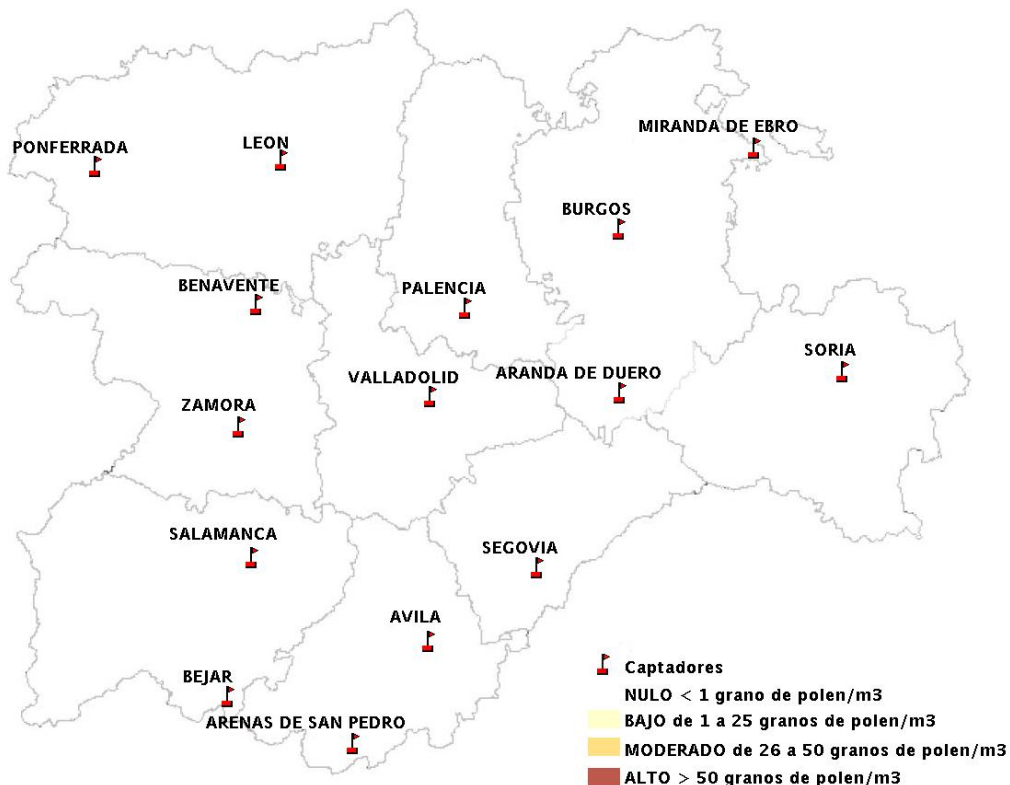 MIRANDA DE EBRO
PONFERRADA
LEON
BURGOS
BENAVENTE
PALENCIA
SORIA
VALLADOLID
ARANDA DE DUERO
ZAMORA
SALAMANCA
SEGOVIA
AVILA
BEJAR
ARENAS DE SAN PEDRO
Captadores
NULO < 1 grano de polen/m3
BAJO de 1 a 25 granos de polen/m3
MODERADO de 26 a 50 granos de polen/m3
ALTO > 50 granos de polen/m3